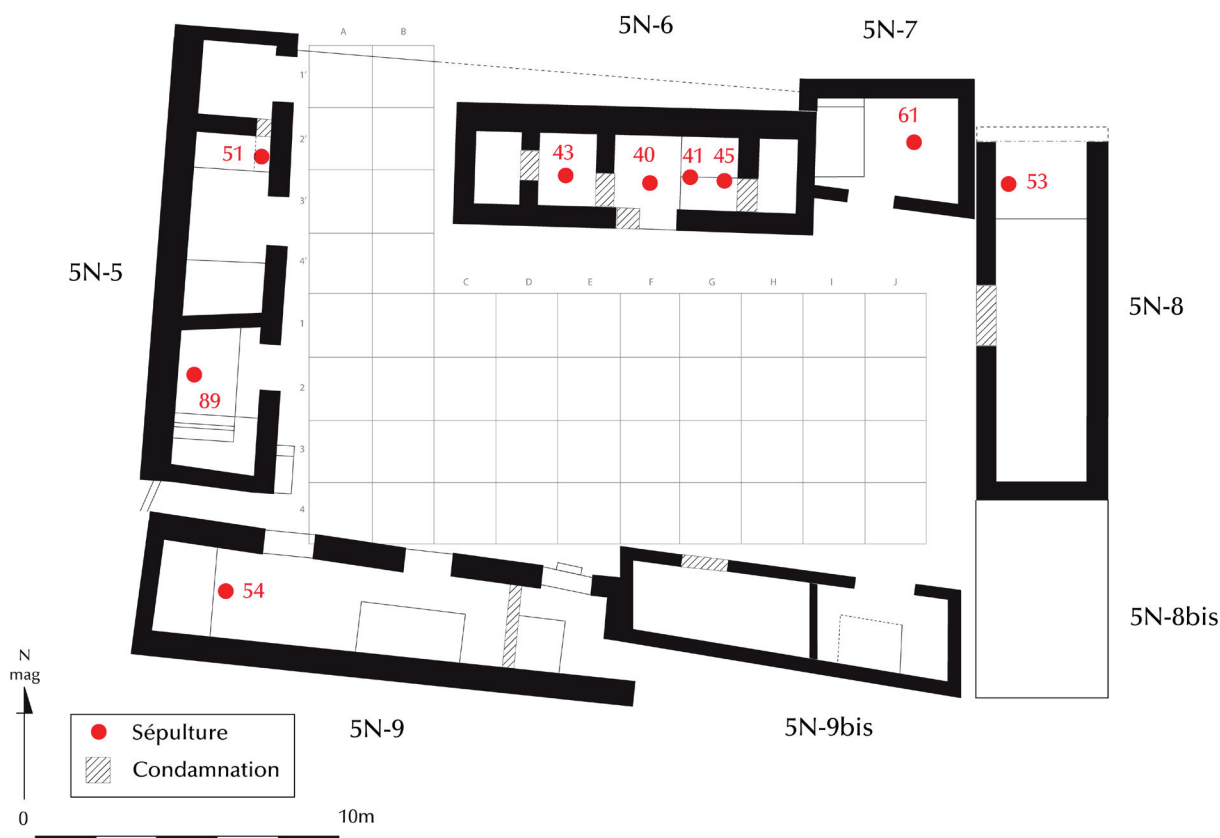 5N-6
5N-7
A B
1'
2'
3'
4'
61
51
43 40 41 45
53
5N-5
C D E F G H I J
5N-8
1
2
3
4
89
54
5N-8bis
N
mag
5N-9
5N-9bis
Sépulture
Condamnation
0 10m